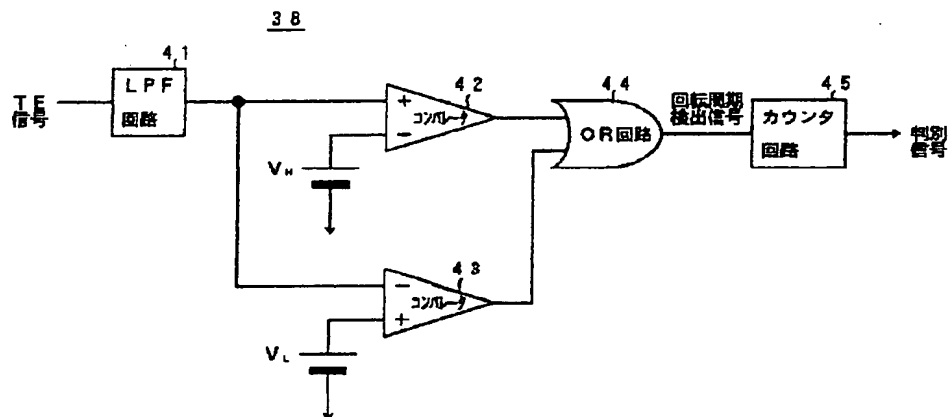 38
41
LPF
回路
TE
信号
42
+
−
コンパレータ
V_H
43
−
+
コンパレータ
V_L
44
OR回路
回転周期
検出信号
45
カウンタ
回路
判別
信号